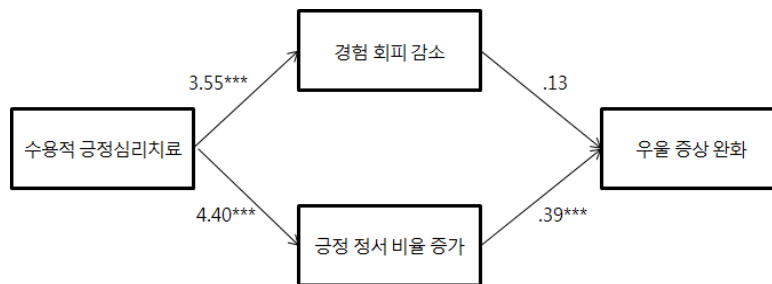 경험 회피 감소
3.55***
.13
수용적 긍정심리치료
우울 증상 완화
4.40***
.39***
긍정 정서 비율 증가